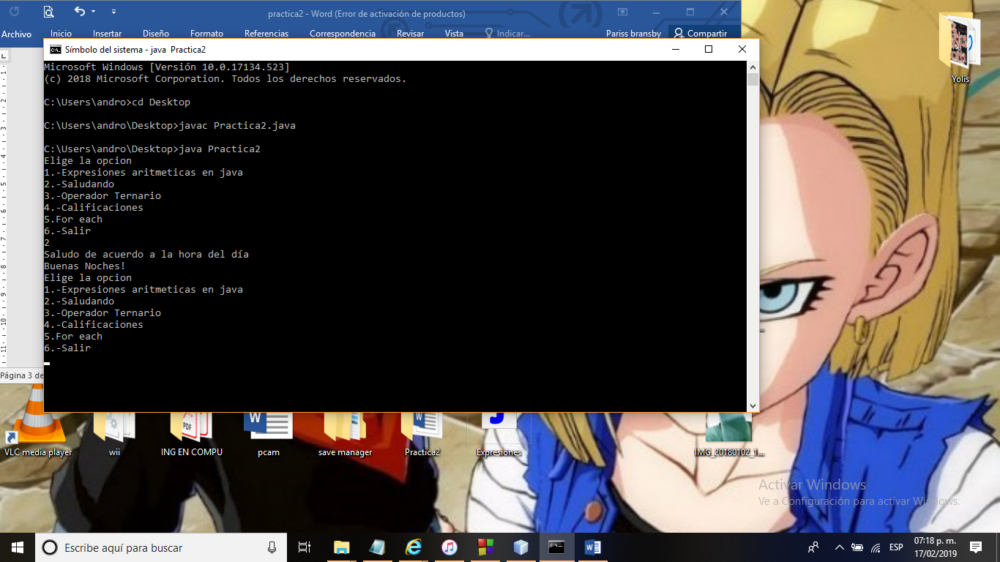 practica2 - Word (Error de activación de productos)
Archivo Inicio Insertar Diseño Formato Referencias Correspondencia Revisar Vista Indicar... Pariss bransby Compartir
Símbolo del sistema - java  Practica2
Microsoft Windows [Versión 10.0.17134.523]
(c) 2018 Microsoft Corporation. Todos los derechos reservados.
C:\Users\andro>cd Desktop
C:\Users\andro\Desktop>javac Practica2.java
C:\Users\andro\Desktop>java Practica2
Elige la opcion
1.-Expresiones aritmeticas en java
2.-Saludando
3.-Operador Ternario
4.-Calificaciones
5.For each
6.-Salir
2
Saludo de acuerdo a la hora del día
Buenas Noches!
Elige la opcion
1.-Expresiones aritmeticas en java
2.-Saludando
3.-Operador Ternario
4.-Calificaciones
5.For each
6.-Salir
Página 3 de
Yolis
VLC media player wii ING EN COMPU pcam save manager Practica2 Expresiones IMG_20180102_1...
Activar Windows
Ve a Configuración para activar Windows.
Escribe aquí para buscar
ESP
07:18 p. m.
17/02/2019